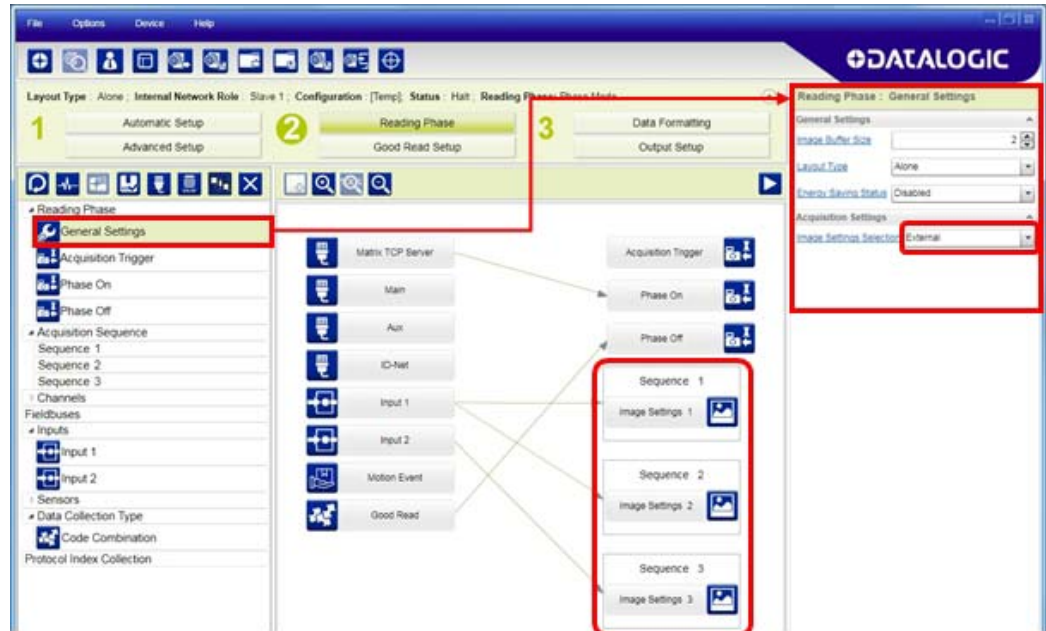 File Options Device Help
DATALOGIC
Layout Type : Alone ; Internal Network Role : Slave 1 ; Configuration : [Temp]; Status : Halt ; Reading Phase: Phase Mode
1 Automatic Setup
Advanced Setup
2 Reading Phase
Good Read Setup
3 Data Formatting
Output Setup
Reading Phase
General Settings
Acquisition Trigger
Phase On
Phase Off
Acquisition Sequence
Sequence 1
Sequence 2
Sequence 3
Channels
Fieldbuses
Inputs
Input 1
Input 2
Sensors
Data Collection Type
Code Combination
Protocol Index Collection
Matrix TCP Server
Main
Aux
ID-Net
Input 1
Input 2
Motion Event
Good Read
Acquisition Trigger
Phase On
Phase Off
Sequence 1
Image Settings 1
Sequence 2
Image Settings 2
Sequence 3
Image Settings 3
Reading Phase : General Settings
General Settings
Image Buffer Size 2
Layout Type Alone
Energy Saving Status Disabled
Acquisition Settings
Image Settings Selection External